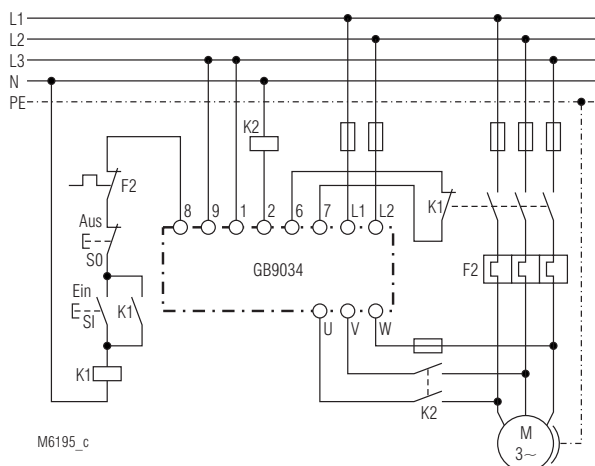 L1
L2
L3
N
PE
K2
F2
8
9
1
2
6
7
L1
L2
K1
Aus
S0
GB9034
F2
Ein
SI
K1
U
V
W
K1
K2
M6195_c
M
3~